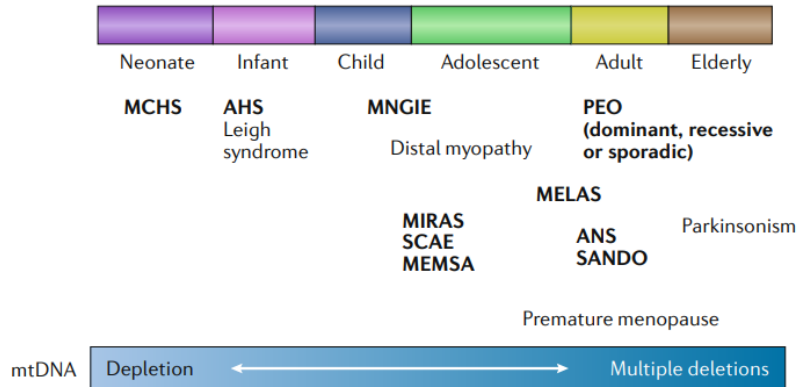 Neonate Infant Child Adolescent Adult Elderly
MCHS AHS MNGIE PEO
Leigh (dominant, recessive
syndrome Distal myopathy or sporadic)
MELAS
MIRAS Parkinsonism
SCAE ANS
MEMSA SANDO
Premature menopause
mtDNA Depletion Multiple deletions